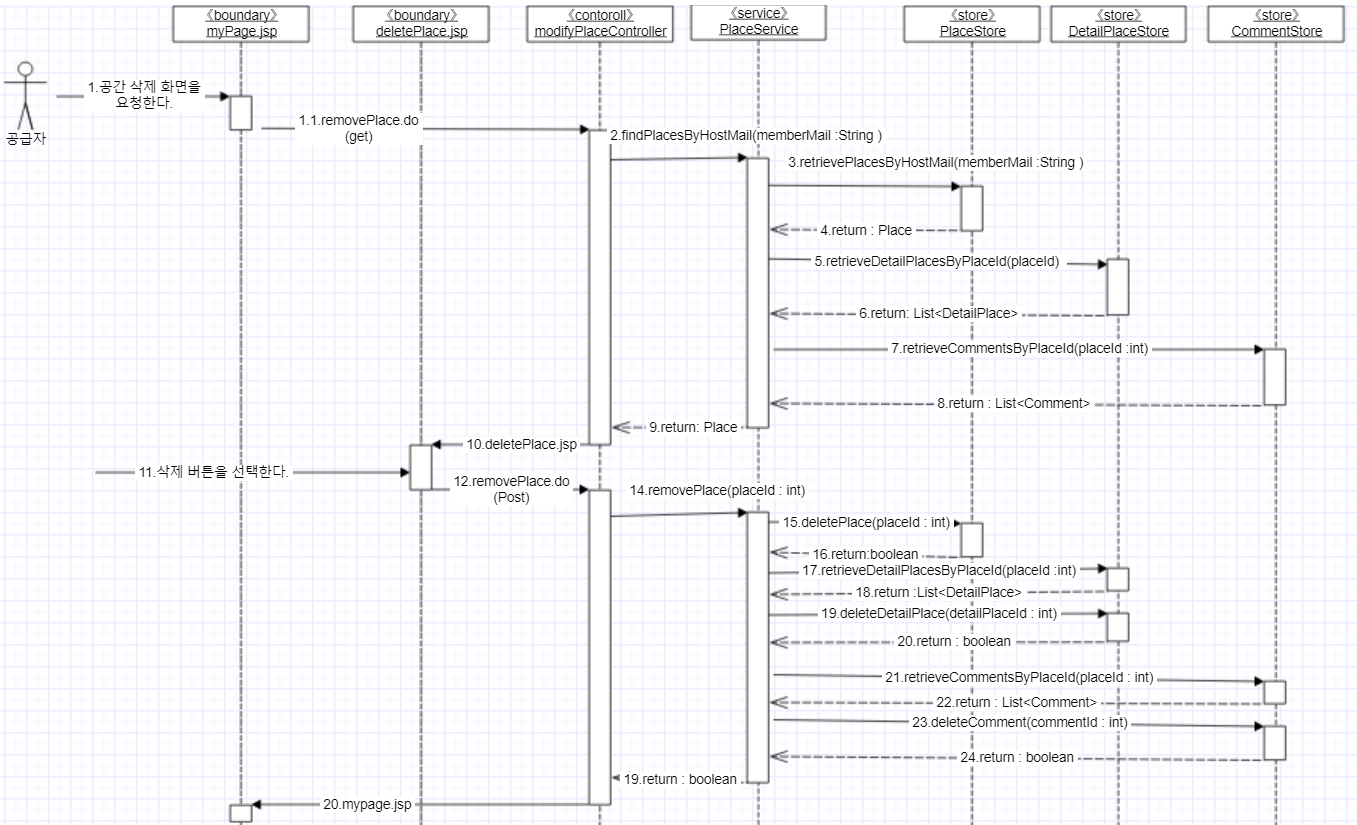 《boundary》
myPage.jsp
《boundary》
deletePlace.jsp
《contoroll》
modifyPlaceController
《service》
PlaceService
《store》
PlaceStore
《store》
DetailPlaceStore
《store》
CommentStore
공급자
1.공간 삭제 화면을
요청한다.
1.1.removePlace.do
(get)
2.findPlacesByHostMail(memberMail :String )
3.retrievePlacesByHostMail(memberMail :String )
4.return : Place
5.retrieveDetailPlacesByPlaceId(placeId)
6.return: List<DetailPlace>
7.retrieveCommentsByPlaceId(placeId :int)
8.return : List<Comment>
9.return: Place
10.deletePlace.jsp
11.삭제 버튼을 선택한다.
12.removePlace.do
(Post)
14.removePlace(placeId : int)
15.deletePlace(placeId : int)
16.return:boolean
17.retrieveDetailPlacesByPlaceId(placeId :int)
18.return :List<DetailPlace>
19.deleteDetailPlace(detailPlaceId : int)
20.return : boolean
21.retrieveCommentsByPlaceId(placeId : int)
22.return : List<Comment>
23.deleteComment(commentId : int)
24.return : boolean
19.return : boolean
20.mypage.jsp